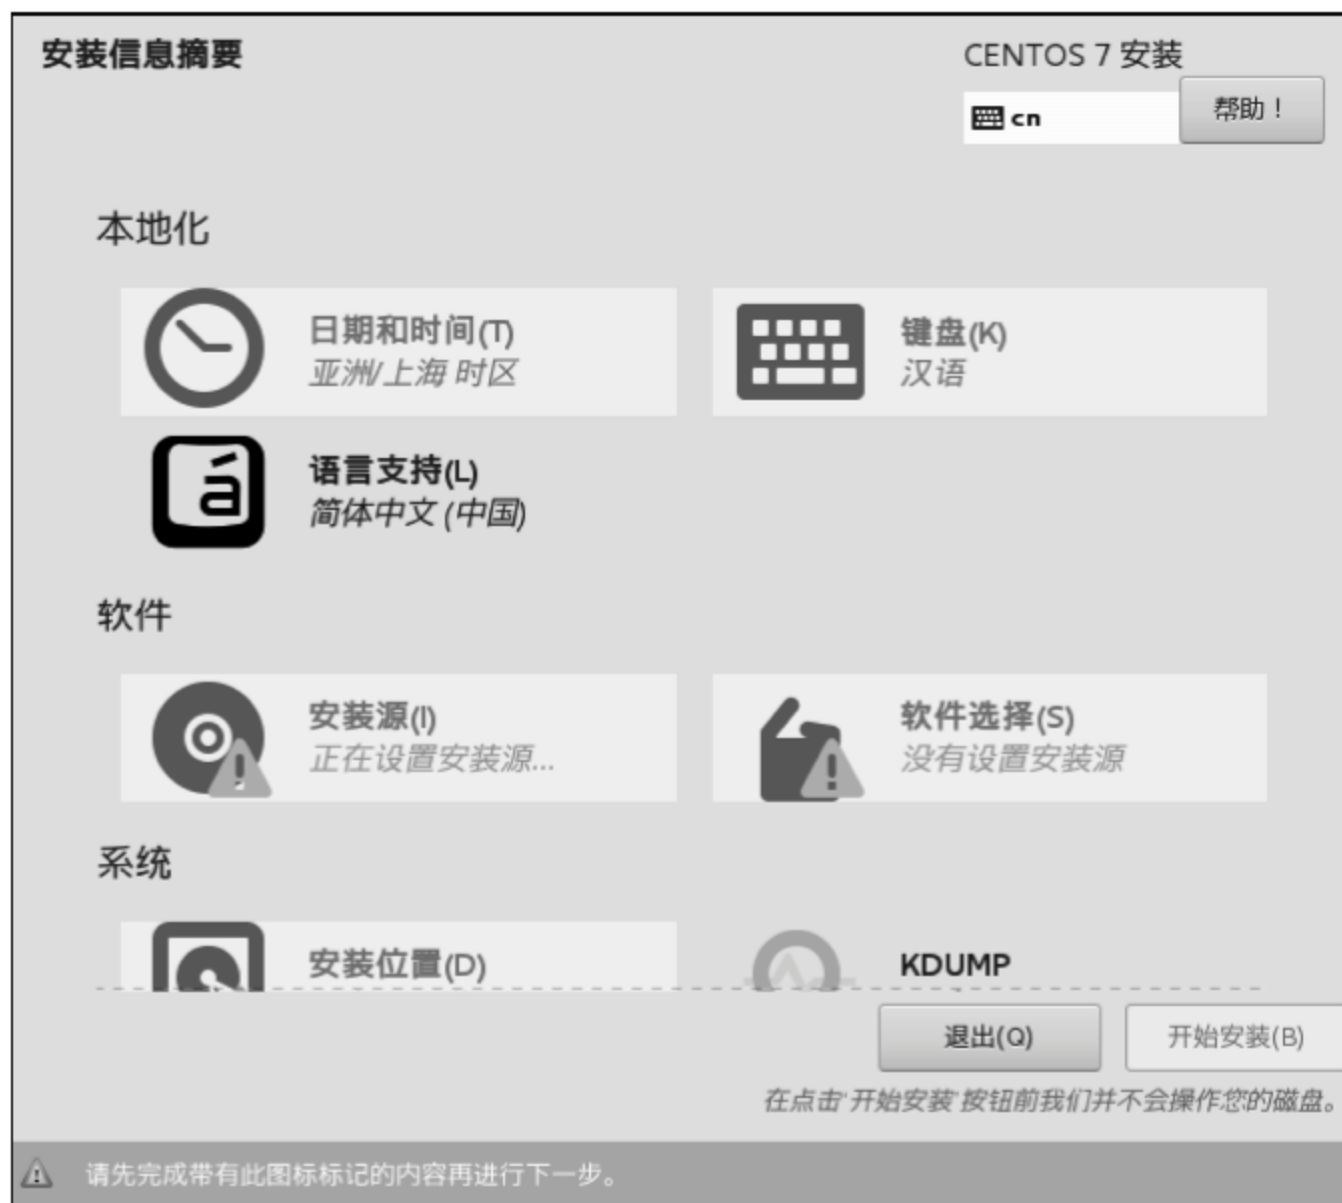 安装信息摘要
CENTOS 7 安装
cn
帮助！
本地化
日期和时间(T)
亚洲/上海 时区
键盘(K)
汉语
á
语言支持(L)
简体中文 (中国)
软件
安装源(I)
正在设置安装源...
软件选择(S)
没有设置安装源
系统
安装位置(D)
KDUMP
退出(Q)
开始安装(B)
在点击'开始安装'按钮前我们并不会操作您的磁盘。
请先完成带有此图标标记的内容再进行下一步。